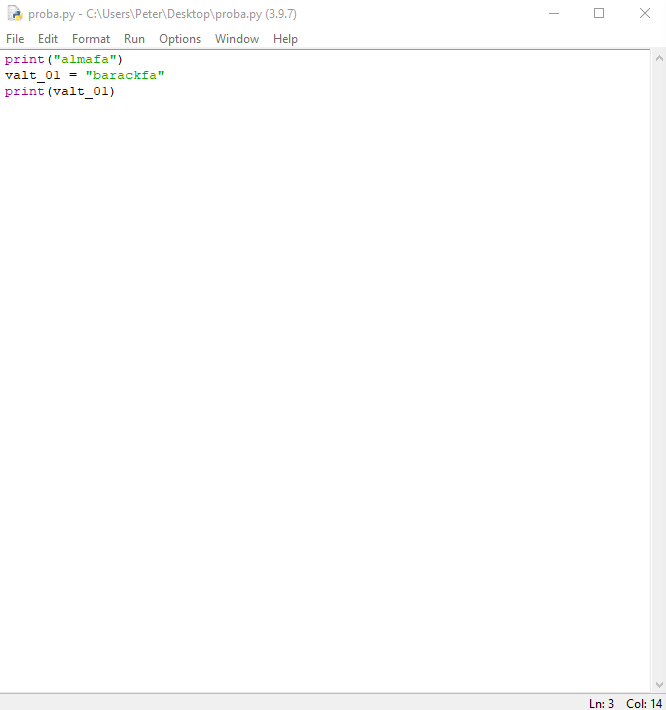 proba.py - C:\Users\Peter\Desktop\proba.py (3.9.7)
File Edit Format Run Options Window Help
print("almafa")
valt_01 = "barackfa"
print(valt_01)
Ln: 3 Col: 14